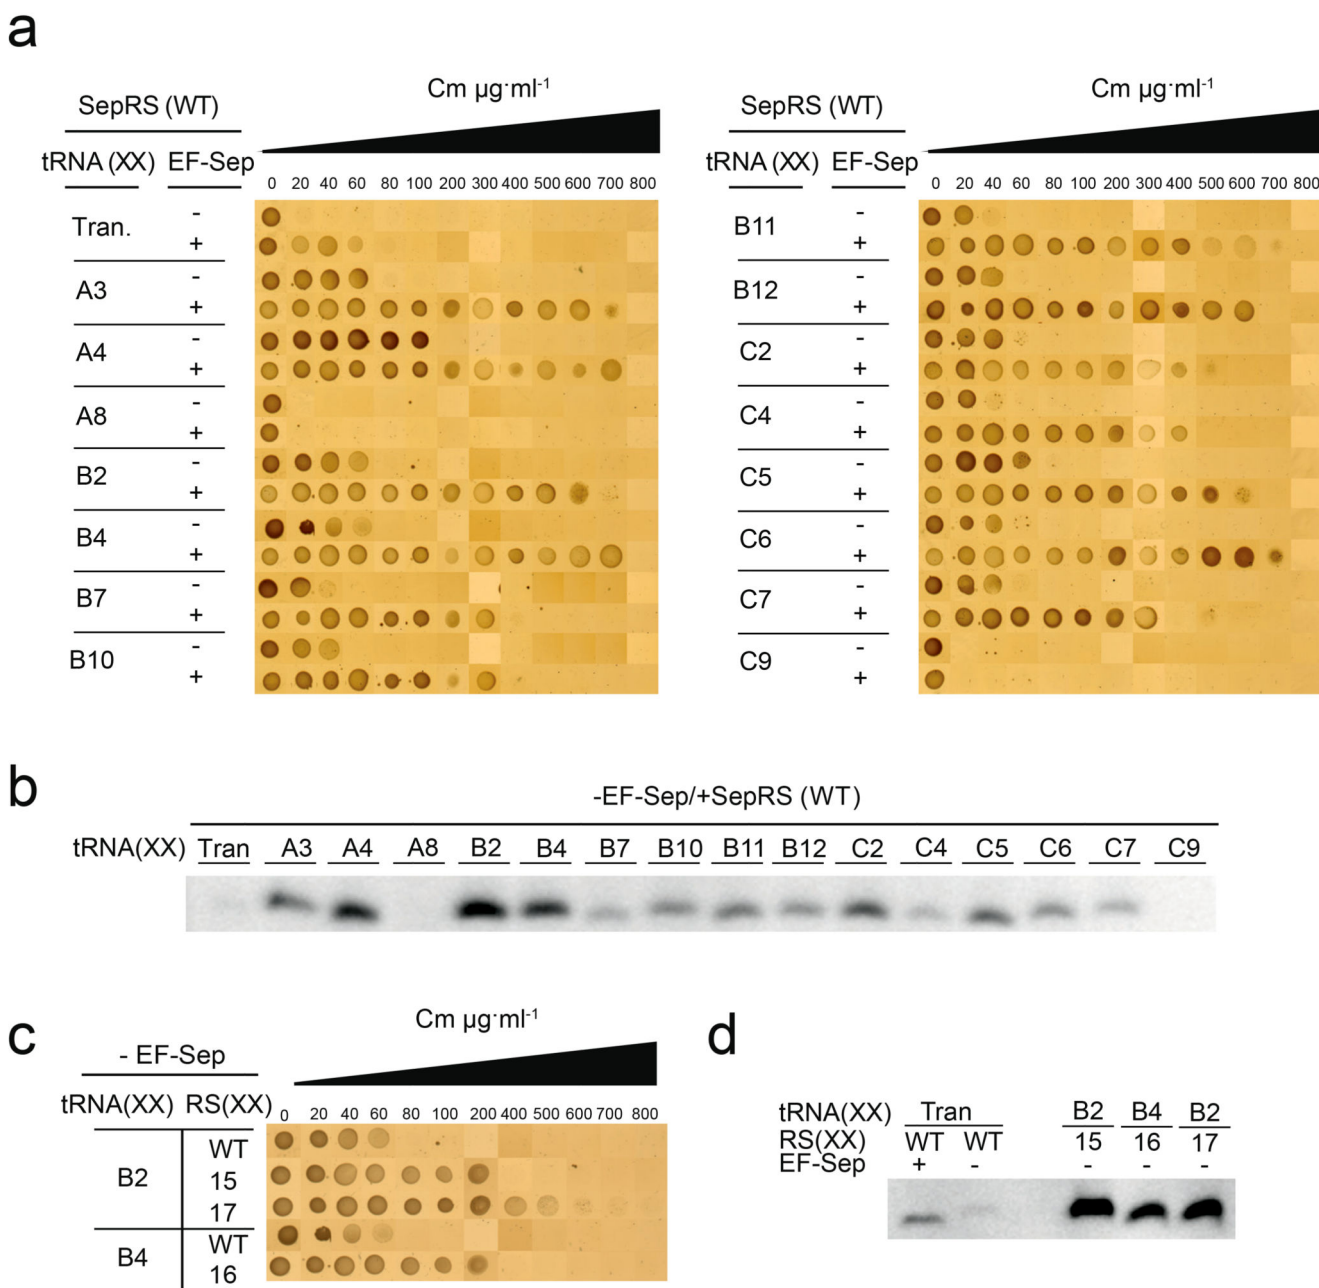 a
Cm µg·ml-1
SepRS (WT)
tRNA (XX) EF-Sep
0 20 40 60 80 100 200 300 400 500 600 700 800
Tran.
-
+
A3
-
+
A4
-
+
A8
-
+
B2
-
+
B4
-
+
B7
-
+
B10
-
+
Cm µg·ml-1
SepRS (WT)
tRNA (XX) EF-Sep
0 20 40 60 80 100 200 300 400 500 600 700 800
B11
-
+
B12
-
+
C2
-
+
C4
-
+
C5
-
+
C6
-
+
C7
-
+
C9
-
+
b
-EF-Sep/+SepRS (WT)
tRNA(XX) Tran A3 A4 A8 B2 B4 B7 B10 B11 B12 C2 C4 C5 C6 C7 C9
c
Cm µg·ml-1
- EF-Sep
tRNA(XX) RS(XX)
0 20 40 60 80 100 200 400 500 600 700 800
B2
WT
15
17
B4
WT
16
d
tRNA(XX) Tran B2 B4 B2
RS(XX) WT WT 15 16 17
EF-Sep + - - - -